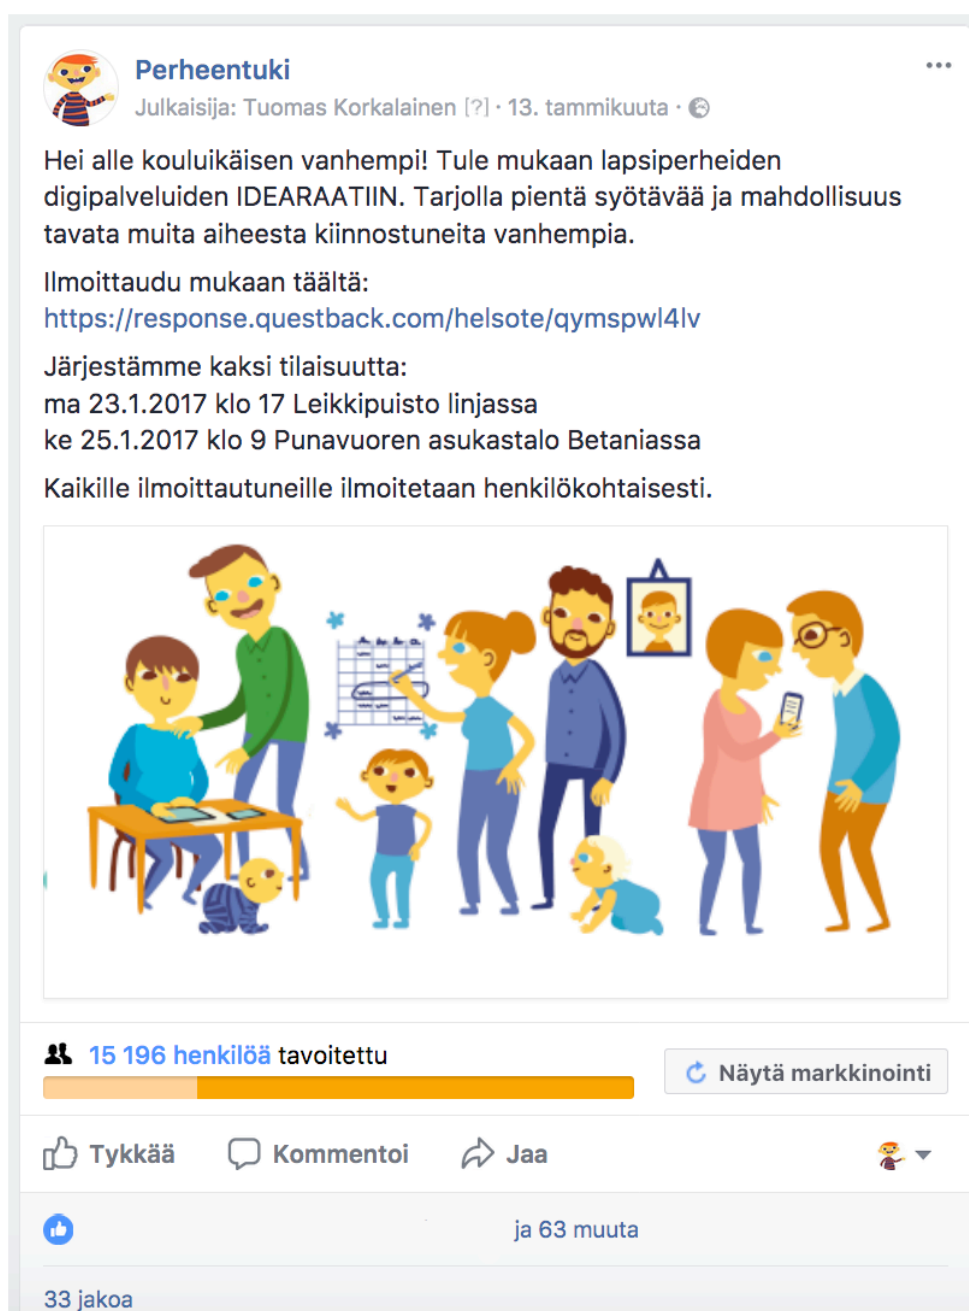 Perheentuki
Julkaisija: Tuomas Korkalainen [?] · 13. tammikuuta ·
Hei alle kouluikäisen vanhempi! Tule mukaan lapsiperheiden
digipalveluiden IDEARAATIIN. Tarjolla pientä syötävää ja mahdollisuus
tavata muita aiheesta kiinnostuneita vanhempia.
Ilmoittaudu mukaan täältä:
https://response.questback.com/helsote/qymspwl4lv
Järjestämme kaksi tilaisuutta:
ma 23.1.2017 klo 17 Leikkipuisto linjassa
ke 25.1.2017 klo 9 Punavuoren asukastalo Betaniassa
Kaikille ilmoittautuneille ilmoitetaan henkilökohtaisesti.
15 196 henkilöä tavoitettu
Näytä markkinointi
Tykkää Kommentoi Jaa
ja 63 muuta
33 jakoa